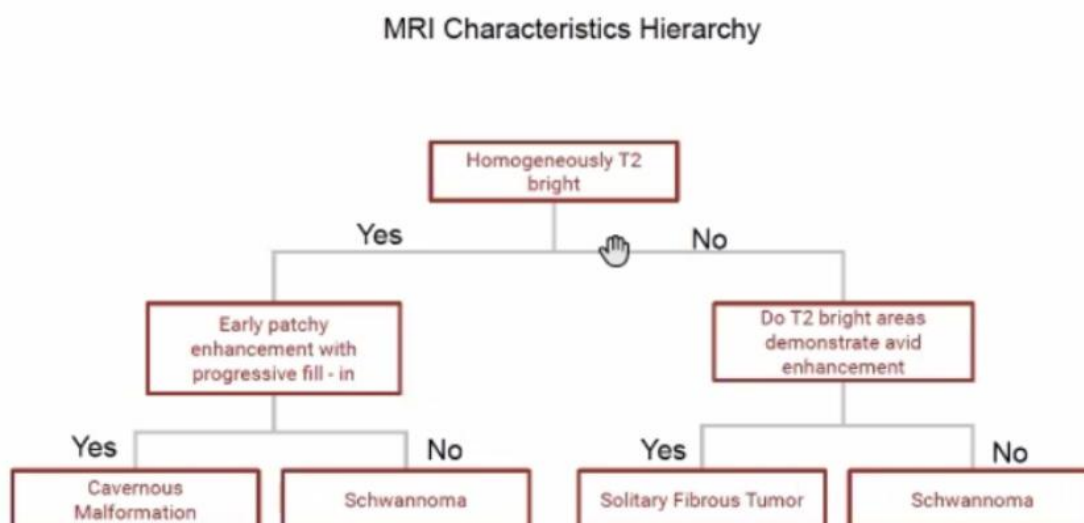 MRI Characteristics Hierarchy
Homogeneously T2
bright
Yes
No
Early patchy
enhancement with
progressive fill - in
Do T2 bright areas
demonstrate avid
enhancement
Yes
No
Yes
No
Cavernous
Malformation
Schwannoma
Solitary Fibrous Tumor
Schwannoma